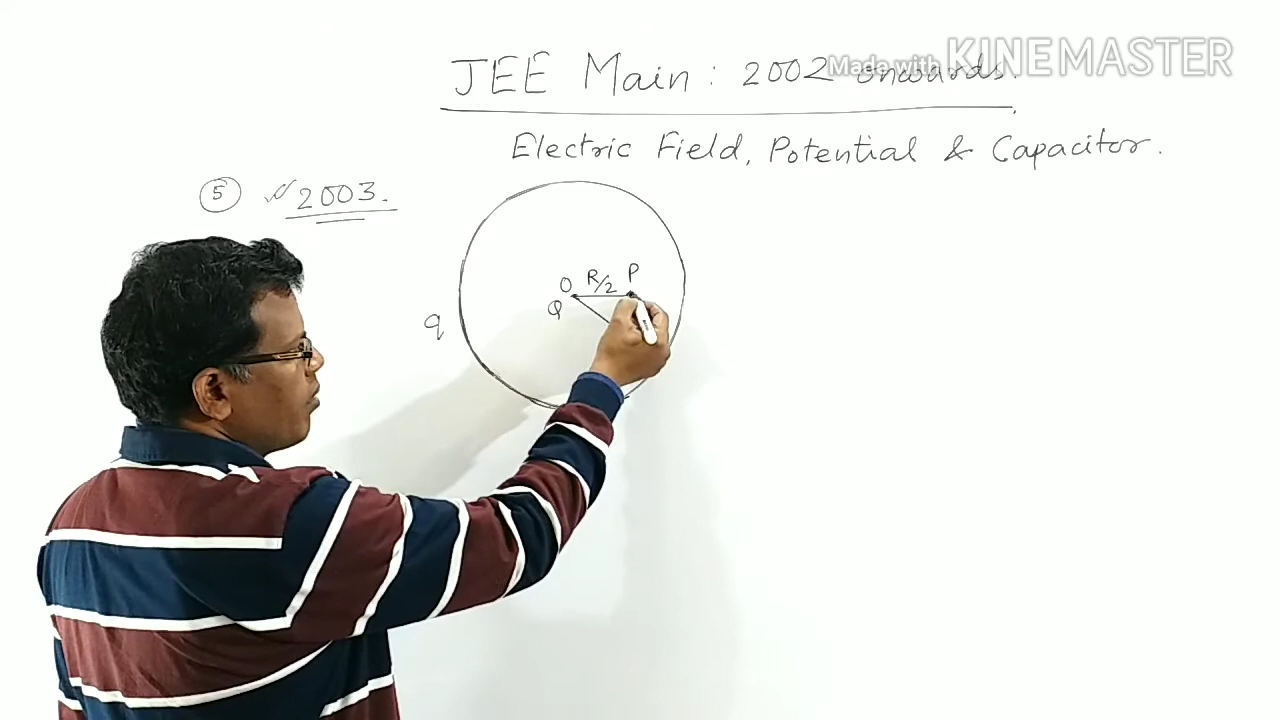 JEE Main : 2002 onwards.
Made with KINEMASTER
Electric Field, Potential & Capacitor.
5 2003.
O R/2 P
Q
q